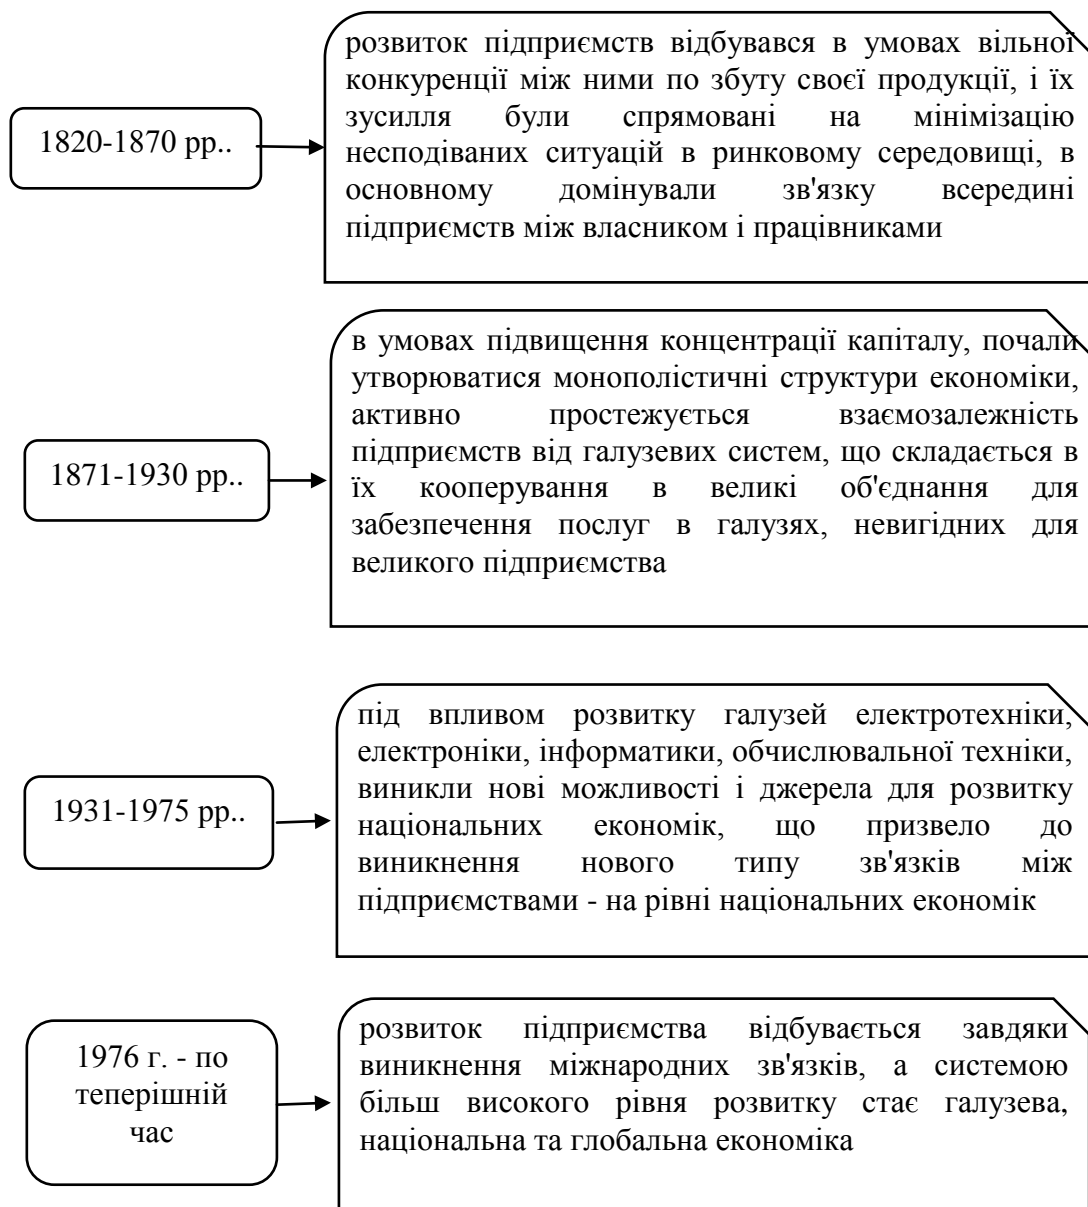 1820-1870 рр..
розвиток підприємств відбувався в умовах вільної
конкуренції між ними по збуту своєї продукції, і їх
зусилля були спрямовані на мінімізацію
несподіваних ситуацій в ринковому середовищі, в
основному домінували зв'язку всередині
підприємств між власником і працівниками
1871-1930 рр..
в умовах підвищення концентрації капіталу, почали
утворюватися монополістичні структури економіки,
активно простежується взаємозалежність
підприємств від галузевих систем, що складається в
їх кооперування в великі об'єднання для
забезпечення послуг в галузях, невигідних для
великого підприємства
1931-1975 рр..
під впливом розвитку галузей електротехніки,
електроніки, інформатики, обчислювальної техніки,
виникли нові можливості і джерела для розвитку
національних економік, що призвело до
виникнення нового типу зв'язків між
підприємствами - на рівні національних економік
1976 г. - по
теперішній
час
розвиток підприємства відбувається завдяки
виникнення міжнародних зв'язків, а системою
більш високого рівня розвитку стає галузева,
національна та глобальна економіка